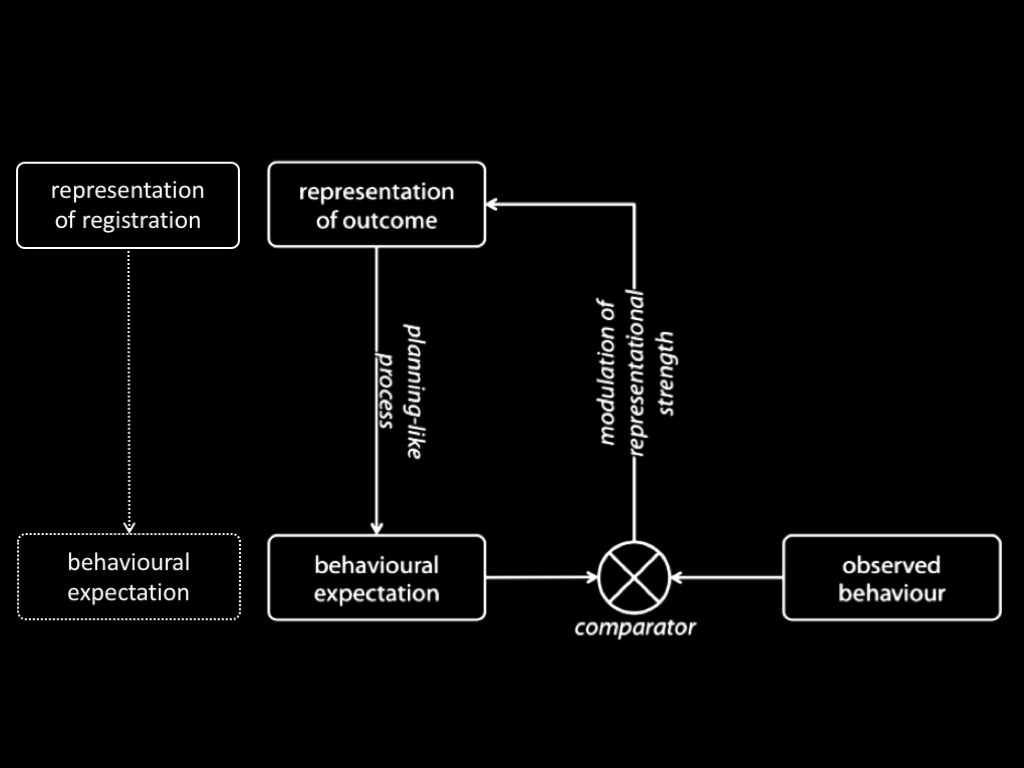 representation
of registration
representation
of outcome
planning-like
process
modulation of
representational
strength
behavioural
expectation
behavioural
expectation
comparator
observed
behaviour